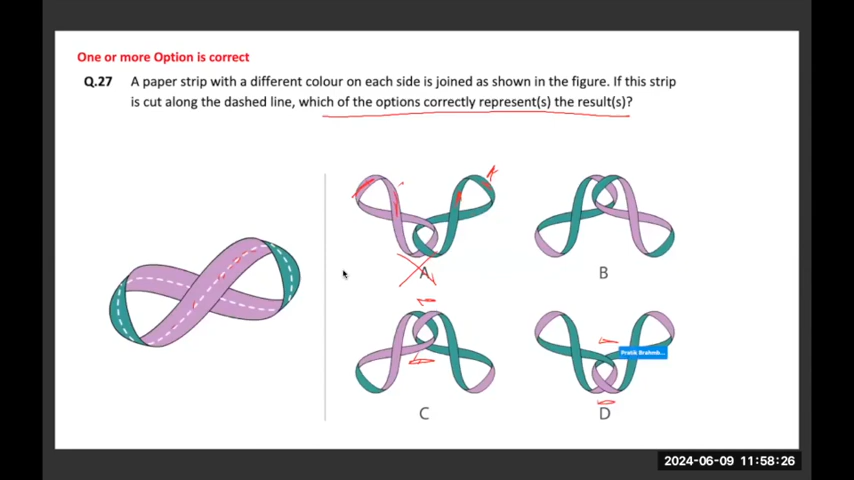 One or more Option is correct
Q.27 A paper strip with a different colour on each side is joined as shown in the figure. If this strip
is cut along the dashed line, which of the options correctly represent(s) the result(s)?
A
B
C
Pratik Brahmb...
D
2024-06-09 11:58:26